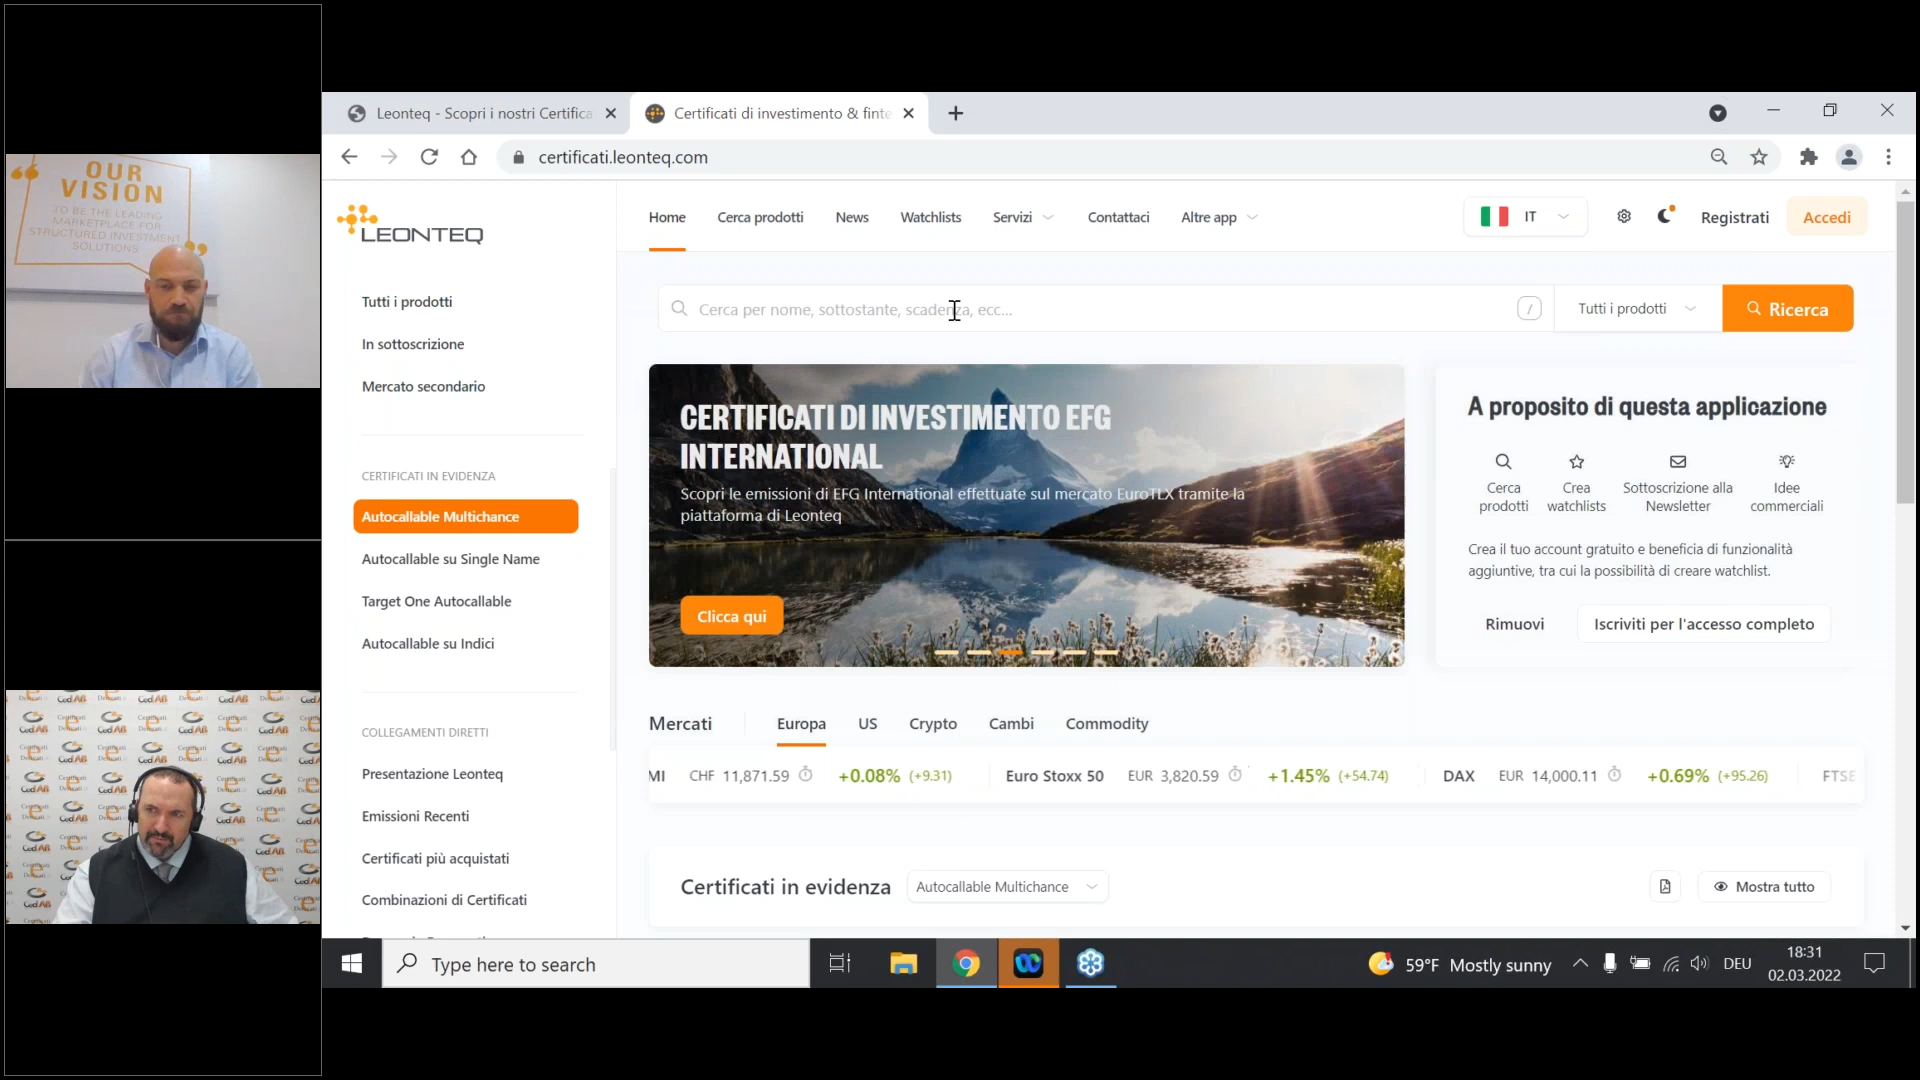 OUR
VISION
TO BE THE LEADING
MARKETPLACE FOR
STRUCTURED INVESTMENT
SOLUTIONS
Leonteq - Scopri i nostri Certifica
Certificati di investimento & finte
certificati.leonteq.com
LEONTEQ
Home
Cerca prodotti
News
Watchlists
Servizi
Contattaci
Altre app
IT
Registrati
Accedi
Cerca per nome, sottostante, scadenza, ecc...
/
Tutti i prodotti
Ricerca
Tutti i prodotti
In sottoscrizione
Mercato secondario
CERTIFICATI IN EVIDENZA
Autocallable Multichance
Autocallable su Single Name
Target One Autocallable
Autocallable su Indici
COLLEGAMENTI DIRETTI
Presentazione Leonteq
Emissioni Recenti
Certificati più acquistati
Combinazioni di Certificati
CERTIFICATI DI INVESTIMENTO EFG
INTERNATIONAL
Scopri le emissioni di EFG International effettuate sul mercato EuroTLX tramite la
piattaforma di Leonteq
Clicca qui
A proposito di questa applicazione
Cerca
prodotti
Crea
watchlists
Sottoscrizione alla
Newsletter
Idee
commerciali
Crea il tuo account gratuito e beneficia di funzionalità
aggiuntive, tra cui la possibilità di creare watchlist.
Rimuovi
Iscriviti per l'accesso completo
Mercati
Europa
US
Crypto
Cambi
Commodity
MI CHF 11,871.59 +0.08% (+9.31)
Euro Stoxx 50 EUR 3,820.59 +1.45% (+54.74)
DAX EUR 14,000.11 +0.69% (+95.26)
FTSE
Certificati in evidenza
Autocallable Multichance
Mostra tutto
Type here to search
59°F Mostly sunny
DEU
18:31
02.03.2022